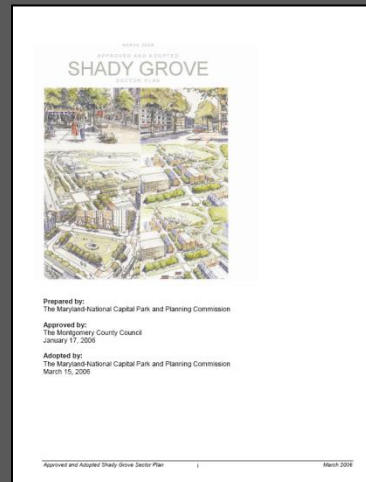 MARCH 2006
APPROVED AND ADOPTED
SHADY GROVE
SECTOR PLAN
Prepared by:
The Maryland-National Capital Park and Planning Commission
Approved by:
The Montgomery County Council
January 17, 2006
Adopted by:
The Maryland-National Capital Park and Planning Commission
March 15, 2006
Approved and Adopted Shady Grove Sector Plan i March 2006